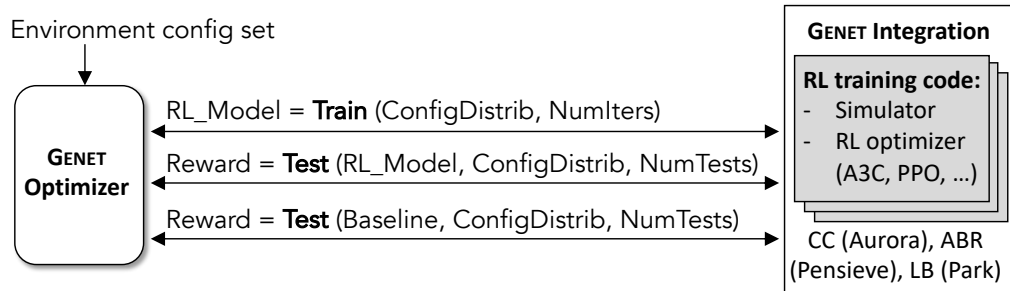 Environment config set
GENET
Optimizer
RL_Model = Train (ConfigDistrib, NumIters)
Reward = Test (RL_Model, ConfigDistrib, NumTests)
Reward = Test (Baseline, ConfigDistrib, NumTests)
GENET Integration
RL training code:
- Simulator
- RL optimizer
(A3C, PPO, ...)
CC (Aurora), ABR
(Pensieve), LB (Park)